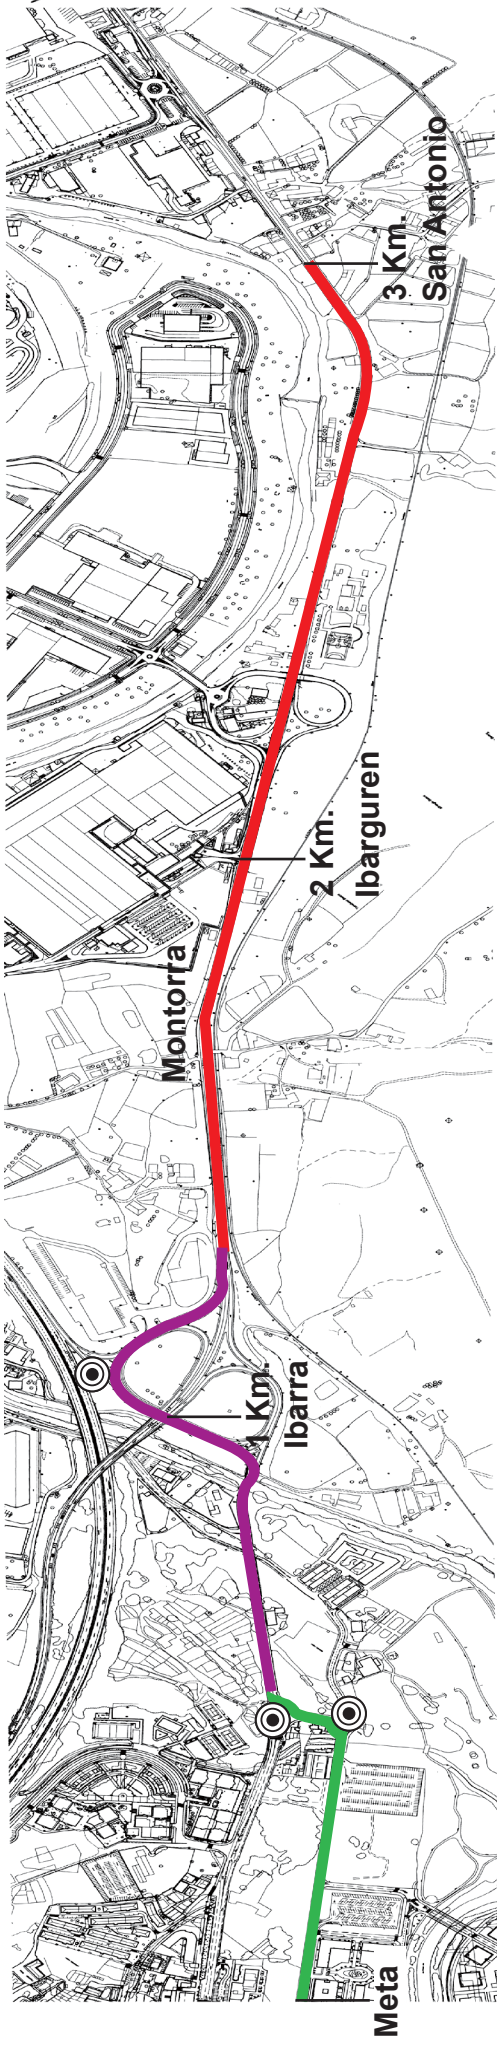 3 Km.
San Antonio
2 Km.
Ibarguren
Montorra
1 Km.
Ibarra
Meta